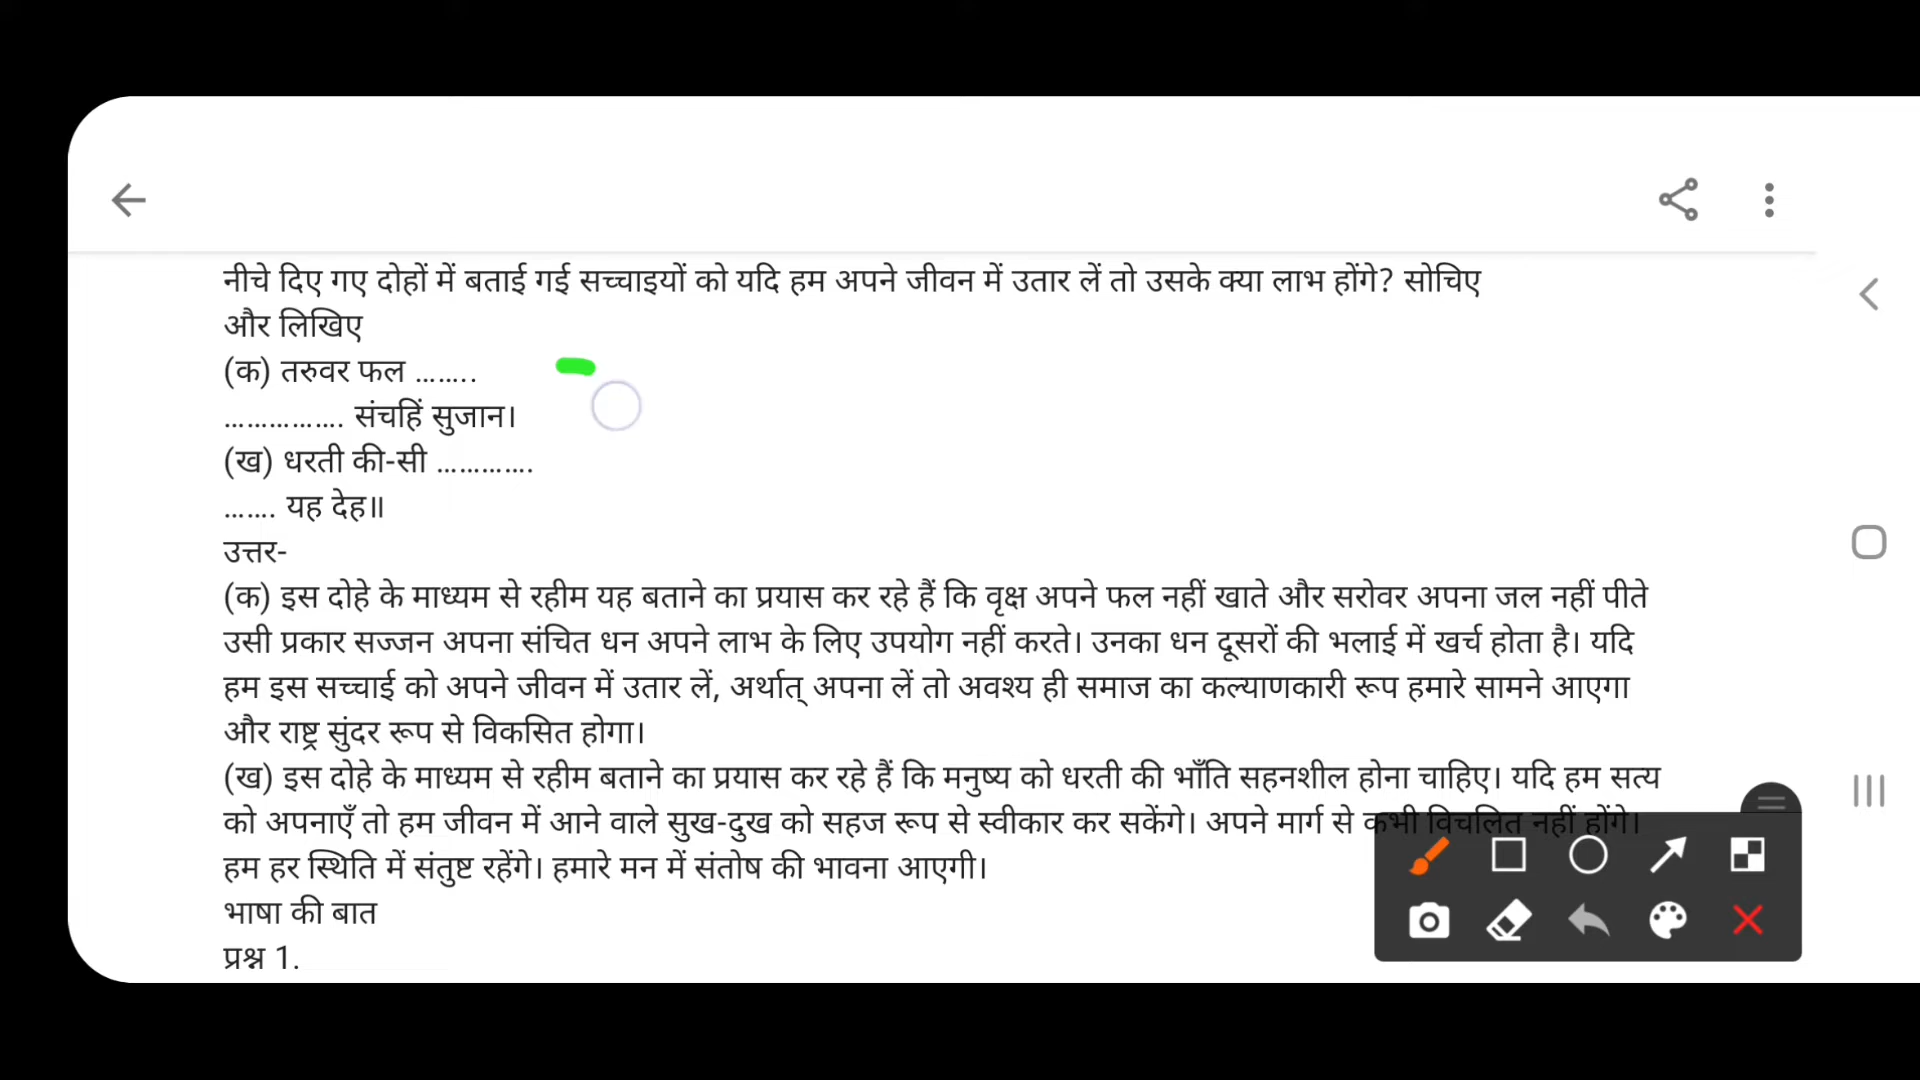 नीचे दिए गए दोहों में बताई गई सच्चाइयों को यदि हम अपने जीवन में उतार लें तो उसके क्या लाभ होंगे? सोचिए
और लिखिए
(क) तरुवर फल ……..
……………. संचहिं सुजान।
(ख) धरती की-सी ………….
……. यह देह॥
उत्तर-
(क) इस दोहे के माध्यम से रहीम यह बताने का प्रयास कर रहे हैं कि वृक्ष अपने फल नहीं खाते और सरोवर अपना जल नहीं पीते
उसी प्रकार सज्जन अपना संचित धन अपने लाभ के लिए उपयोग नहीं करते। उनका धन दूसरों की भलाई में खर्च होता है। यदि
हम इस सच्चाई को अपने जीवन में उतार लें, अर्थात् अपना लें तो अवश्य ही समाज का कल्याणकारी रूप हमारे सामने आएगा
और राष्ट्र सुंदर रूप से विकसित होगा।
(ख) इस दोहे के माध्यम से रहीम बताने का प्रयास कर रहे हैं कि मनुष्य को धरती की भाँति सहनशील होना चाहिए। यदि हम सत्य
को अपनाएँ तो हम जीवन में आने वाले सुख-दुख को सहज रूप से स्वीकार कर सकेंगे। अपने मार्ग से कभी विचलित नहीं होंगे।
हम हर स्थिति में संतुष्ट रहेंगे। हमारे मन में संतोष की भावना आएगी।
भाषा की बात
प्रश्न 1.